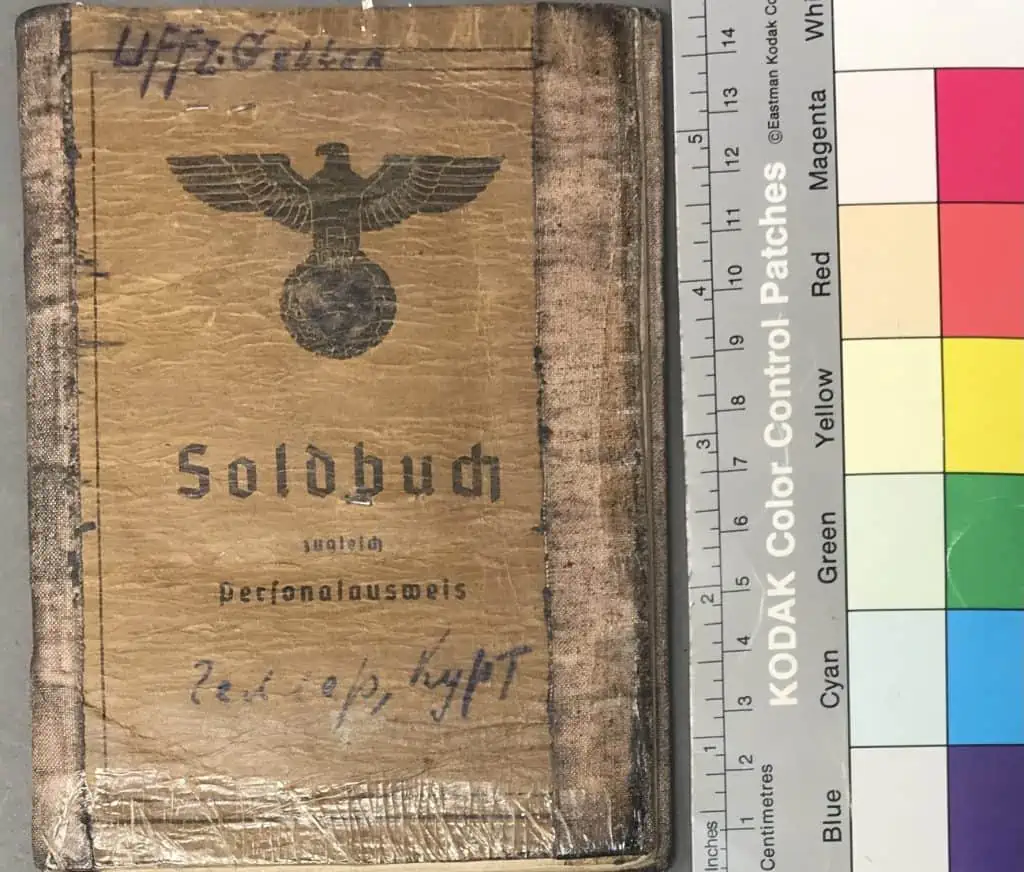 Uffz.
Soldbuch
zugleich
Personalausweis
KODAK Color Control Patches
©Eastman Kodak Co
Inches
1
2
3
4
5
Centimetres
1
2
3
4
5
6
7
8
9
10
11
12
13
14
Blue
Cyan
Green
Yellow
Red
Magenta
Whi